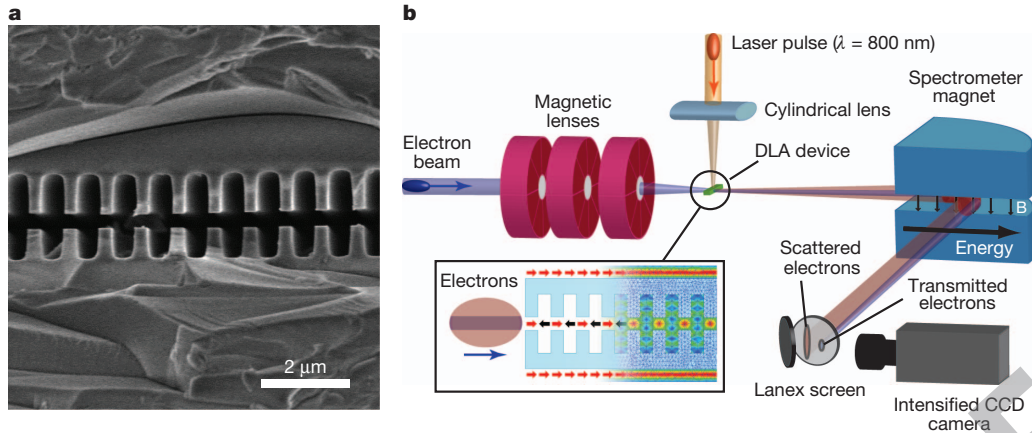 a
2 μm
b
Laser pulse (λ = 800 nm)
Spectrometer
magnet
Magnetic
lenses
Cylindrical lens
Electron
beam
DLA device
B
Energy
Scattered
electrons
Transmitted
electrons
Electrons
Lanex screen
Intensified CCD
camera